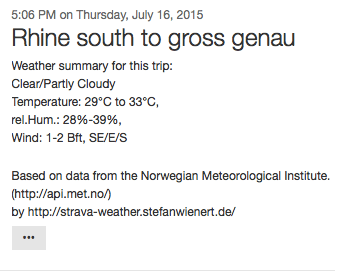 5:06 PM on Thursday, July 16, 2015
Rhine south to gross genau
Weather summary for this trip:
Clear/Partly Cloudy
Temperature: 29°C to 33°C,
rel.Hum.: 28%-39%,
Wind: 1-2 Bft, SE/E/S
Based on data from the Norwegian Meteorological Institute.
(http://api.met.no/)
by http://strava-weather.stefanwienert.de/
•••